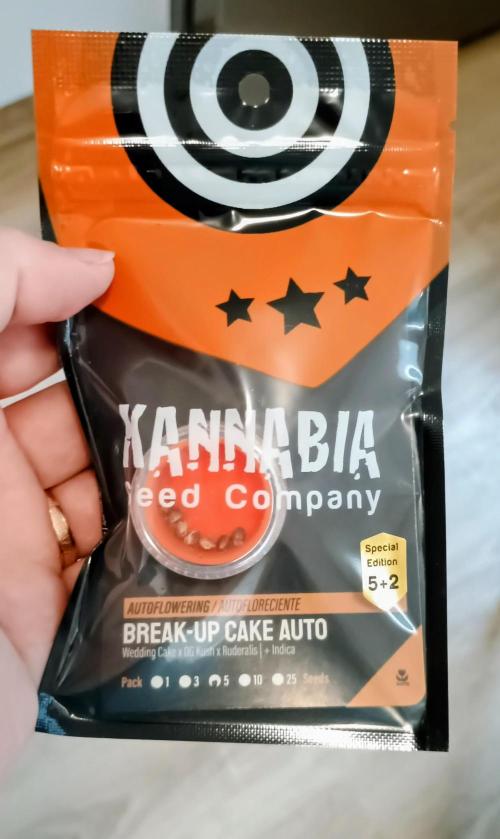 KANNABIA
Seed Company
Special
Edition
5+2
AUTOFLOWERING / AUTOFLORECIENTE
BREAK-UP CAKE AUTO
Wedding Cake x OG Kush x Ruderalis | + Indica
Pack 1 3 5 10 25 Seeds